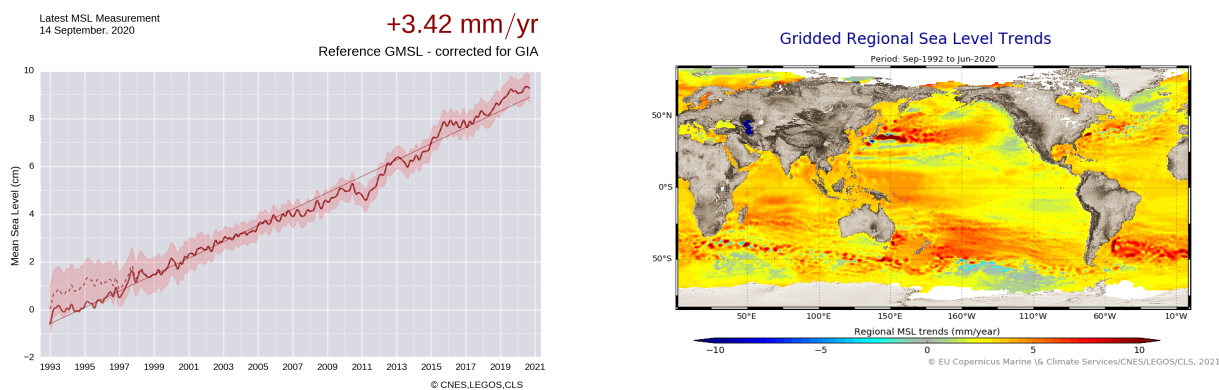 Latest MSL Measurement
14 September. 2020
+3.42 mm/yr
Reference GMSL - corrected for GIA
Mean Sea Level (cm)
10
8
6
4
2
0
−2
1993 1995 1997 1999 2001 2003 2005 2007 2009 2011 2013 2015 2017 2019 2021
© CNES,LEGOS,CLS
Gridded Regional Sea Level Trends
Period: Sep-1992 to Jun-2020
50°N
0°S
50°S
50°E 100°E 150°E 160°W 110°W 60°W 10°W
Regional MSL trends (mm/year)
−10 −5 0 5 10
© EU Copernicus Marine \& Climate Services/CNES/LEGOS/CLS, 2021